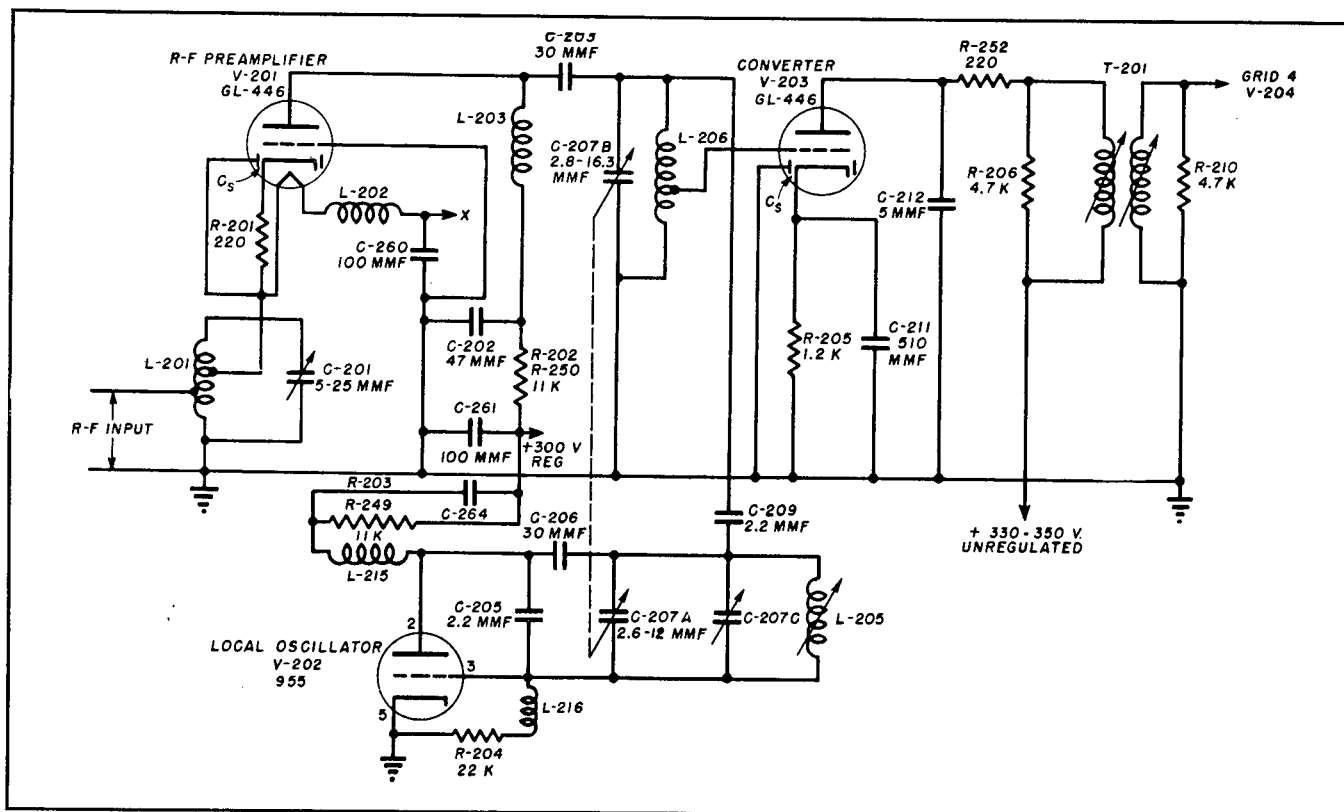 30 MMF
R-F PREAMPLIFIER
V-201
GL-446
CONVERTER
V-203
GL-446
R-252
220
T-201
GRID 4
V-204
L-203
C-207B
2.8-16.3
MMF
L-206
Cs
L-202
X
R-201
220
C-260
100 MMF
Cs
C-212
5 MMF
R-206
4.7 K
R-210
4.7 K
C-202
47 MMF
R-202
R-250
11 K
R-205
1.2 K
C-211
510
MMF
L-201
C-201
5-25 MMF
R-F INPUT
C-261
100 MMF
+300 V
REG
R-203
C-264
R-249
11 K
L-215
C-206
30 MMF
C-209
2.2 MMF
+ 330-350 V.
UNREGULATED
C-205
2.2 MMF
C-207A
2.6-12 MMF
C-207C
L-205
LOCAL OSCILLATOR
V-202
955
2
3
5
L-216
R-204
22 K